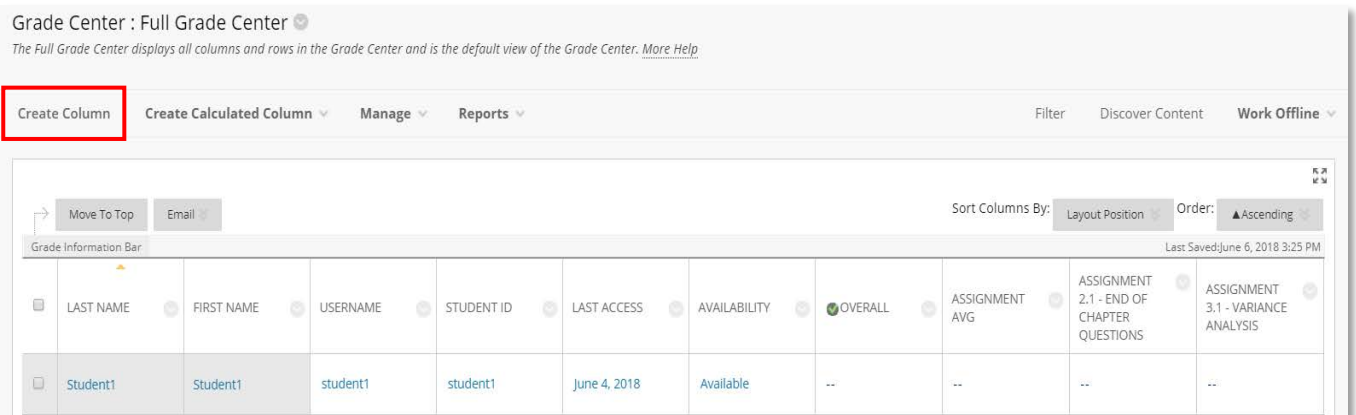 Grade Center : Full Grade Center
The Full Grade Center displays all columns and rows in the Grade Center and is the default view of the Grade Center. More Help
Create Column Create Calculated Column Manage Reports Filter Discover Content Work Offline
Move To Top Email Sort Columns By: Layout Position Order: ▲Ascending
Grade Information Bar Last Saved:June 6, 2018 3:25 PM
LAST NAME FIRST NAME USERNAME STUDENT ID LAST ACCESS AVAILABILITY OVERALL
ASSIGNMENT
AVG
ASSIGNMENT
2.1 - END OF
CHAPTER
QUESTIONS
ASSIGNMENT
3.1 - VARIANCE
ANALYSIS
Student1 Student1 student1 student1 June 4, 2018 Available -- -- -- --